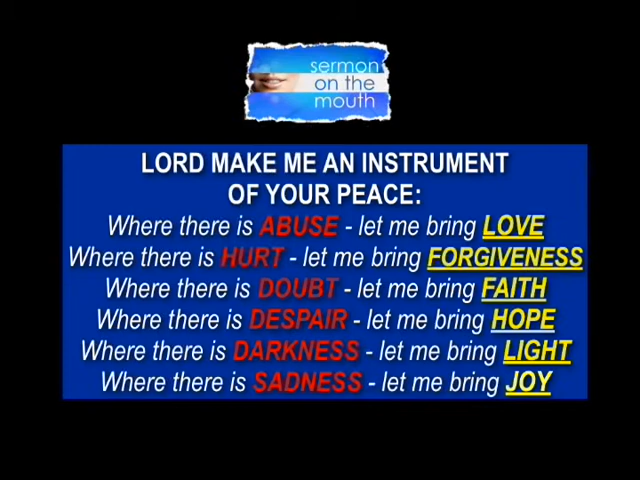 sermon
on the
mouth
LORD MAKE ME AN INSTRUMENT
OF YOUR PEACE:
Where there is ABUSE - let me bring LOVE
Where there is HURT - let me bring FORGIVENESS
Where there is DOUBT - let me bring FAITH
Where there is DESPAIR - let me bring HOPE
Where there is DARKNESS - let me bring LIGHT
Where there is SADNESS - let me bring JOY